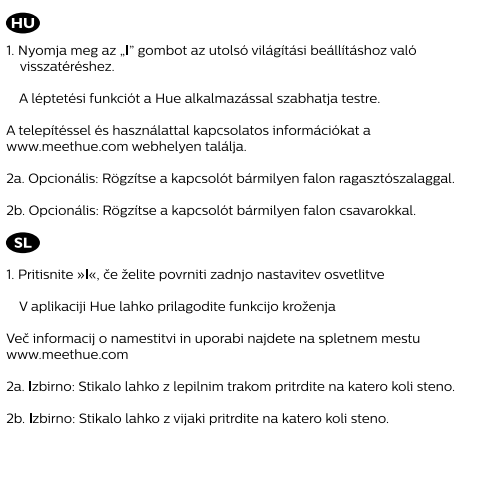 HU
1. Nyomja meg az „I” gombot az utolsó világítási beállításhoz való
visszatéréshez.
A léptetési funkciót a Hue alkalmazással szabhatja testre.
A telepítéssel és használattal kapcsolatos információkat a
www.meethue.com webhelyen találja.
2a. Opcionális: Rögzítse a kapcsolót bármilyen falon ragasztószalaggal.
2b. Opcionális: Rögzítse a kapcsolót bármilyen falon csavarokkal.
SL
1. Pritisnite »I«, če želite povrniti zadnjo nastavitev osvetlitve
V aplikaciji Hue lahko prilagodite funkcijo kroženja
Več informacij o namestitvi in uporabi najdete na spletnem mestu
www.meethue.com
2a. Izbirno: Stikalo lahko z lepilnim trakom pritrdite na katero koli steno.
2b. Izbirno: Stikalo lahko z vijaki pritrdite na katero koli steno.